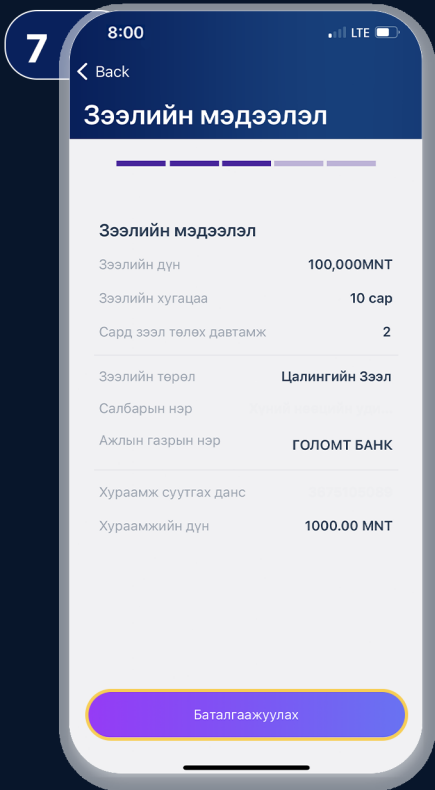 7
8:00
LTE
Back
Зээлийн мэдээлэл
Зээлийн мэдээлэл
Зээлийн дүн 100,000MNT
Зээлийн хугацаа 10 сар
Сард зээл төлөх давтамж 2
Зээлийн төрөл Цалингийн Зээл
Салбарын нэр
Ажлын газрын нэр ГОЛОМТ БАНК
Хураамж суутгах данс
Хураамжийн дүн 1000.00 MNT
Баталгаажуулах